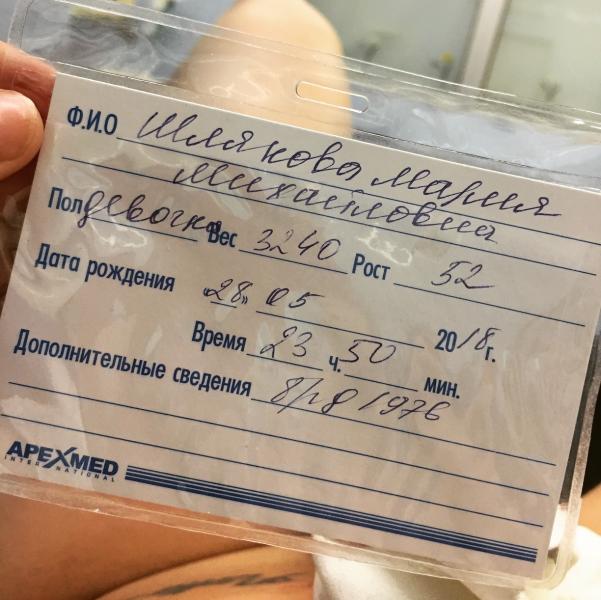 Ф.И.О Шлякова Мария
Михайловна
Пол девочка Вес 3240 Рост 52
Дата рождения «28» 05 2018г.
Время 23 ч. 50 мин.
Дополнительные сведения 1976
APEXMED
INTERNATIONAL